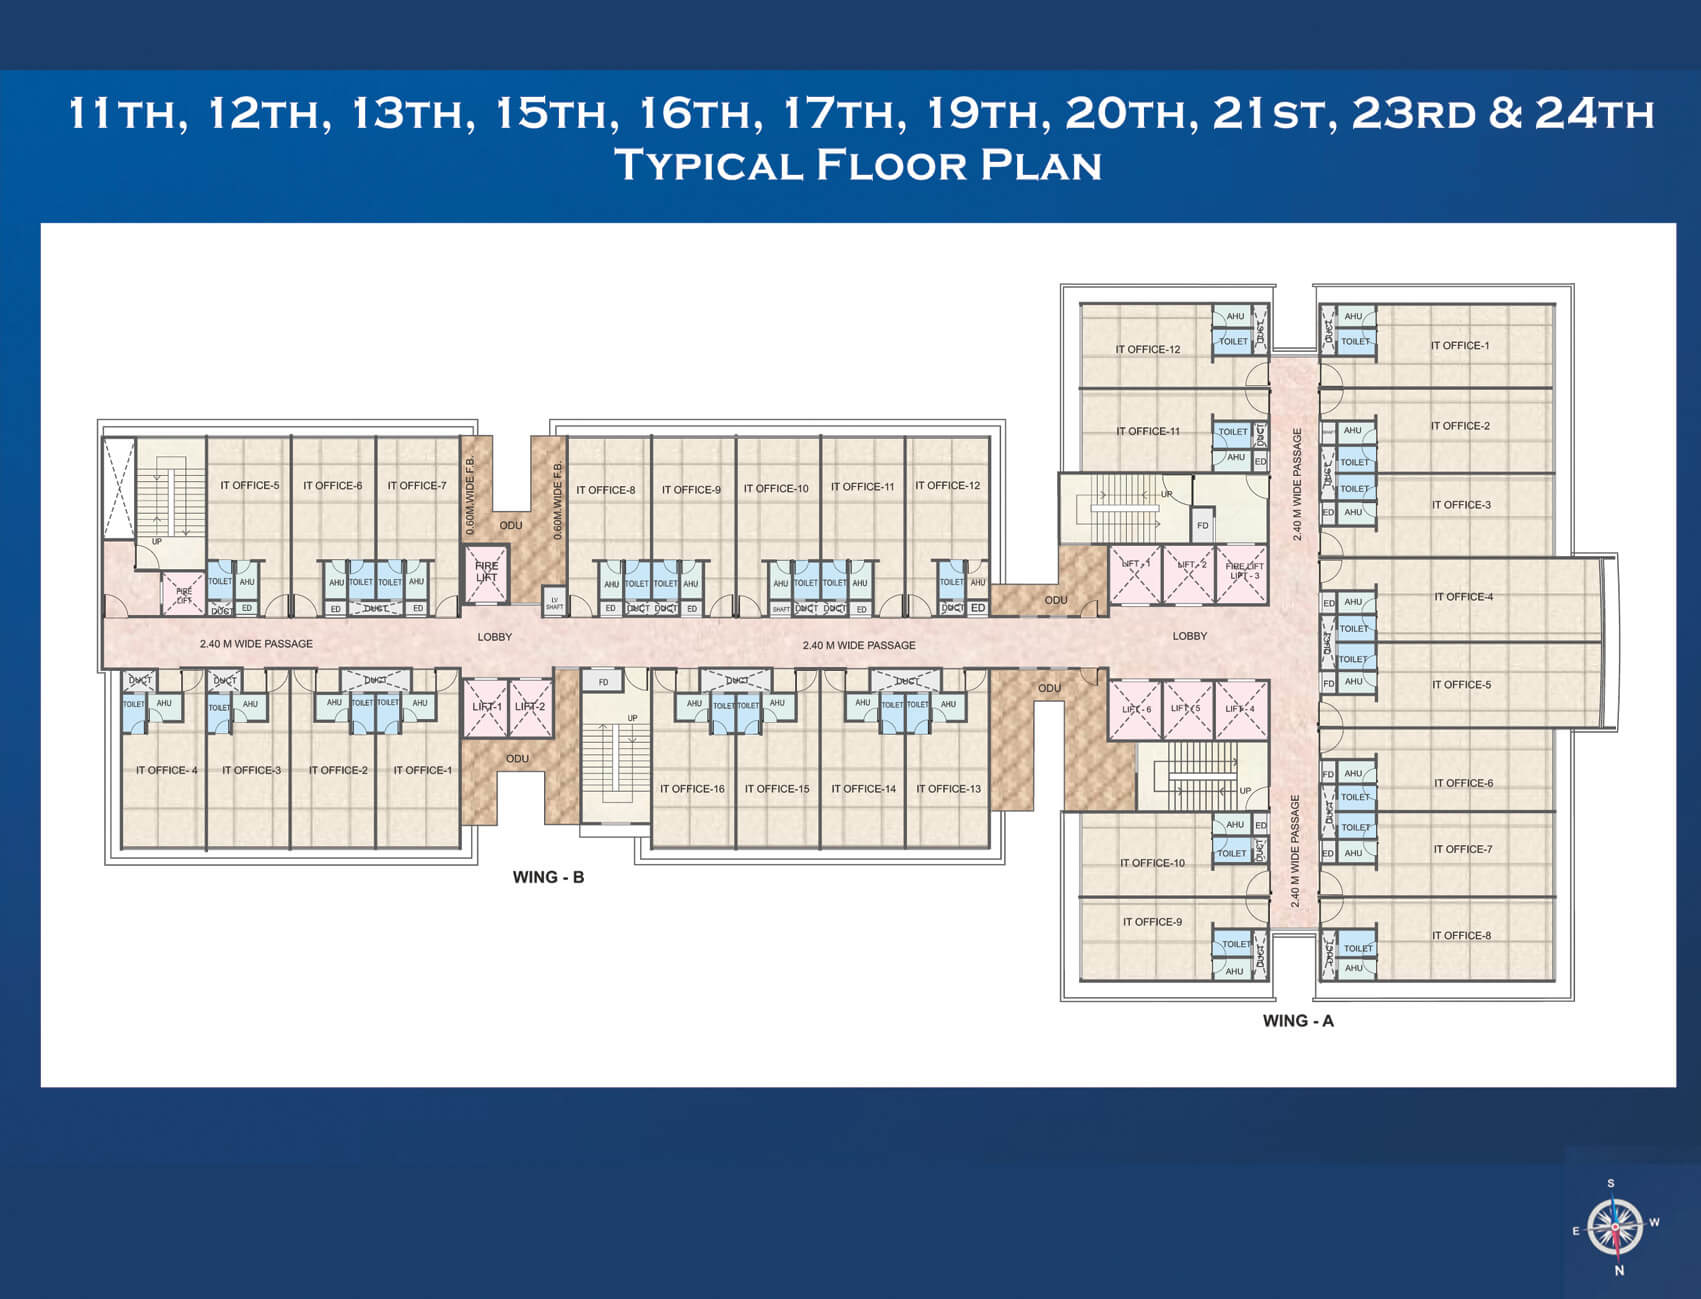 11TH, 12TH, 13TH, 15TH, 16TH, 17TH, 19TH, 20TH, 21ST, 23RD & 24TH
TYPICAL FLOOR PLAN
IT OFFICE-5
IT OFFICE-6
IT OFFICE-7
0.60M.WIDE F.B.
ODU
0.60M.WIDE F.B.
IT OFFICE-8
IT OFFICE-9
IT OFFICE-10
IT OFFICE-11
IT OFFICE-12
UP
FIRE
LIFT
TOILET
AHU
DUCT
ED
AHU
TOILET
TOILET
AHU
ED
DUCT
ED
FIRE
LIFT
LV
SHAFT
AHU
TOILET
TOILET
AHU
ED
DUCT
DUCT
ED
AHU
TOILET
TOILET
AHU
SHAFT
DUCT
DUCT
ED
TOILET
AHU
DUCT
ED
2.40 M WIDE PASSAGE
LOBBY
2.40 M WIDE PASSAGE
DUCT
TOILET
AHU
DUCT
TOILET
AHU
DUCT
AHU
TOILET
TOILET
AHU
LIFT-1
LIFT-2
ODU
FD
UP
DUCT
AHU
TOILET
TOILET
AHU
DUCT
AHU
TOILET
TOILET
AHU
IT OFFICE- 4
IT OFFICE-3
IT OFFICE-2
IT OFFICE-1
IT OFFICE-16
IT OFFICE-15
IT OFFICE-14
IT OFFICE-13
WING - B
IT OFFICE-12
AHU
TOILET
DUCT
IT OFFICE-11
TOILET
DUCT
AHU
ED
UP
FD
ODU
LIFT - 1
LIFT - 2
FIRE LIFT
LIFT - 3
LOBBY
ODU
LIFT - 6
LIFT - 5
LIFT - 4
UP
IT OFFICE-10
AHU
ED
TOILET
DUCT
IT OFFICE-9
TOILET
AHU
DUCT
2.40 M WIDE PASSAGE
2.40 M WIDE PASSAGE
DUCT
AHU
TOILET
IT OFFICE-1
AHU
IT OFFICE-2
DUCT
TOILET
TOILET
ED
AHU
IT OFFICE-3
ED
AHU
IT OFFICE-4
DUCT
TOILET
TOILET
FD
AHU
IT OFFICE-5
FD
AHU
IT OFFICE-6
DUCT
TOILET
TOILET
ED
AHU
IT OFFICE-7
DUCT
TOILET
AHU
IT OFFICE-8
WING - A
S
E
W
N